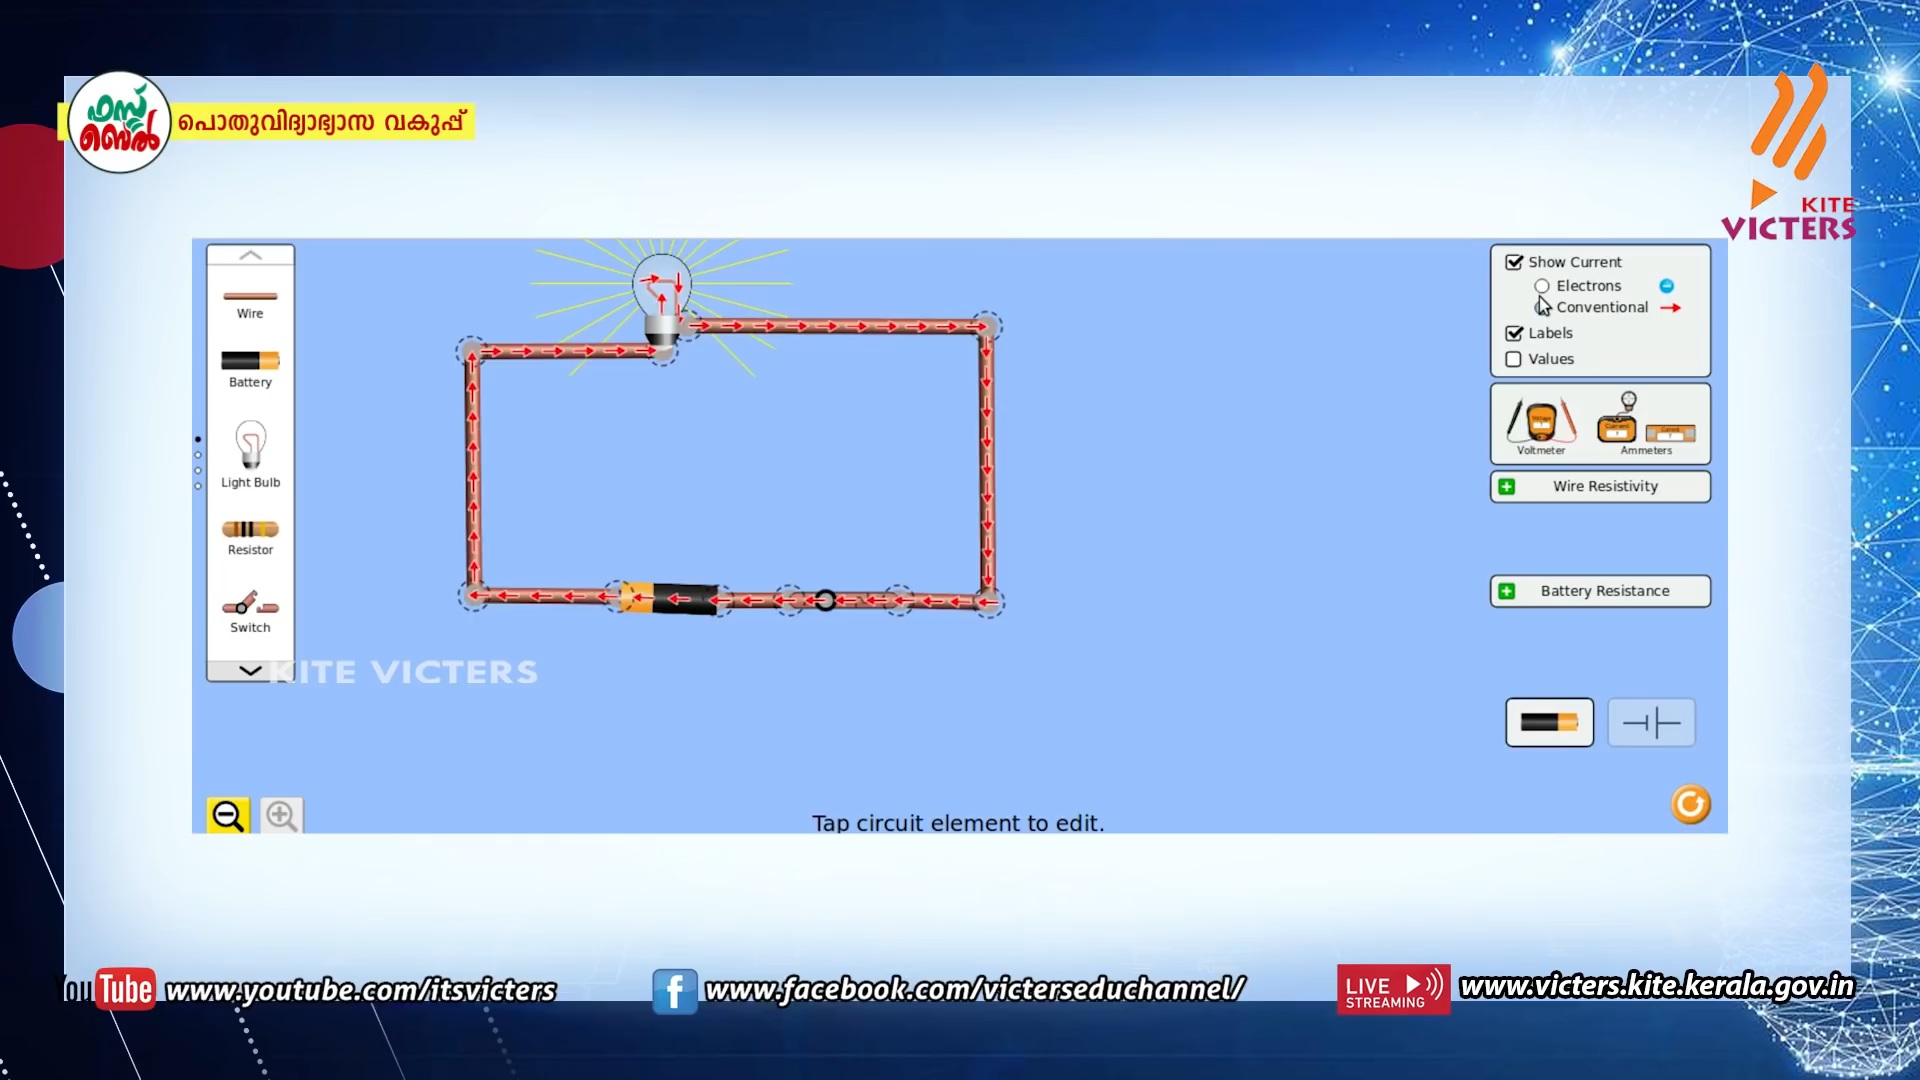 ഫസ്റ്റ്
ബെൽ
പൊതുവിദ്യാഭ്യാസ വകുപ്പ്
KITE
VICTERS
Wire
Battery
Light Bulb
Resistor
Switch
Show Current
Electrons
Conventional
Labels
Values
Voltmeter
Ammeters
Wire Resistivity
Battery Resistance
KITE VICTERS
Tap circuit element to edit.
YouTube www.youtube.com/itsvicters
f www.facebook.com/victerseduchannel/
LIVE STREAMING www.victers.kite.kerala.gov.in